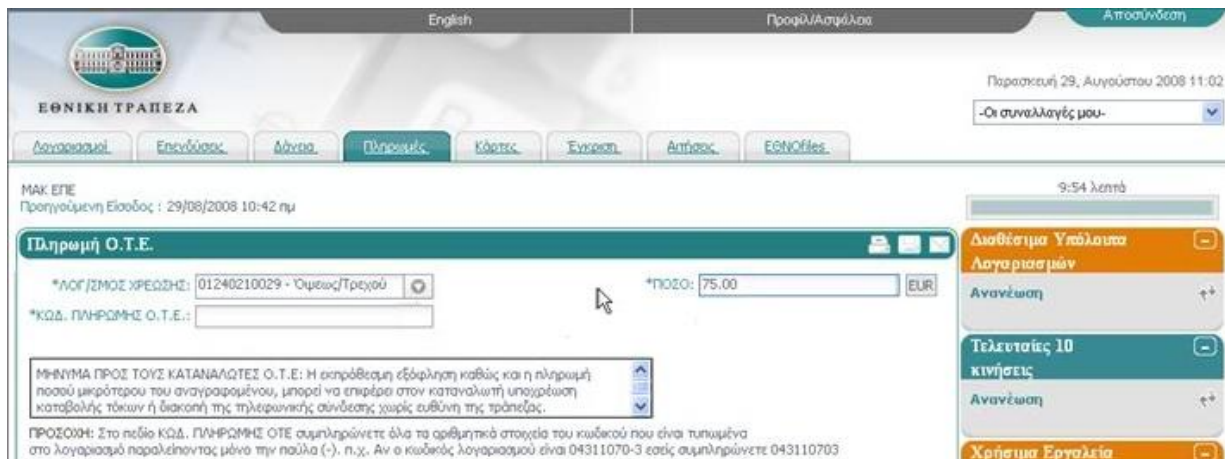 English
Προφίλ/Ασφάλεια
Αποσύνδεση
ΕΘΝΙΚΗ ΤΡΑΠΕΖΑ
Παρασκευή 29, Αυγούστου 2008 11:02
-Οι συναλλαγές μου-
Λογαριασμοί Επενδύσεις Δάνεια Πληρωμές Κάρτες Έγκριση Αιτήσεις ΕΘΝΟfiles
ΜΑΚ ΕΠΕ
Προηγούμενη Είσοδος : 29/08/2008 10:42 πμ
9:54 λεπτά
Πληρωμή Ο.Τ.Ε.
*ΛΟΓ/ΣΜΟΣ ΧΡΕΩΣΗΣ: 01240210029 - Όψεως/Τρεχού
*ΠΟΣΟ: 75.00 EUR
*ΚΩΔ. ΠΛΗΡΩΜΗΣ Ο.Τ.Ε.:
ΜΗΝΥΜΑ ΠΡΟΣ ΤΟΥΣ ΚΑΤΑΝΑΛΩΤΕΣ Ο.Τ.Ε: Η εκπρόθεσμη εξόφληση καθώς και η πληρωμή
ποσού μικρότερου του αναγραφομένου, μπορεί να επιφέρει στον καταναλωτή υποχρέωση
καταβολής τόκων ή διακοπή της τηλεφωνικής σύνδεσης χωρίς ευθύνη της τράπεζας.
ΠΡΟΣΟΧΗ: Στο πεδίο ΚΩΔ. ΠΛΗΡΩΜΗΣ ΟΤΕ συμπληρώνετε όλα τα αριθμητικά στοιχεία του κωδικού που είναι τυπωμένα
στο λογαριασμό παραλείποντας μόνο την παύλα (-). π.χ. Αν ο κωδικός λογαριασμού είναι 04311070-3 εσείς συμπληρώνετε 043110703
Διαθέσιμα Υπόλοιπα
Λογαριασμών
Ανανέωση
Τελευταίες 10
κινήσεις
Ανανέωση
Χρήσιμα Εργαλεία